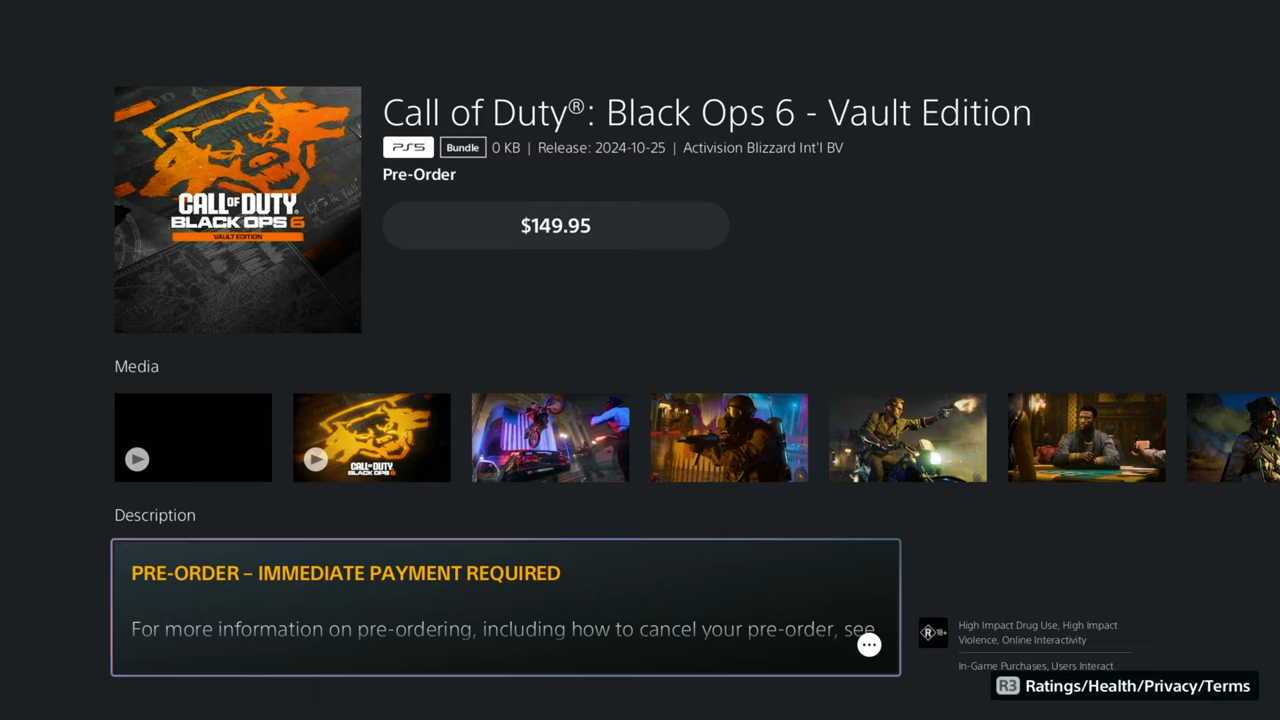 Call of Duty®: Black Ops 6 - Vault Edition
PS5 Bundle 0 KB | Release: 2024-10-25 | Activision Blizzard Int'l BV
Pre-Order
$149.95
CALL OF DUTY®
BLACK OPS 6
VAULT EDITION
Media
CALL OF DUTY
BLACK OPS 6
Description
PRE-ORDER – IMMEDIATE PAYMENT REQUIRED
For more information on pre-ordering, including how to cancel your pre-order, see
R 18+
High Impact Drug Use, High Impact
Violence, Online Interactivity
In-Game Purchases, Users Interact
R3 Ratings/Health/Privacy/Terms